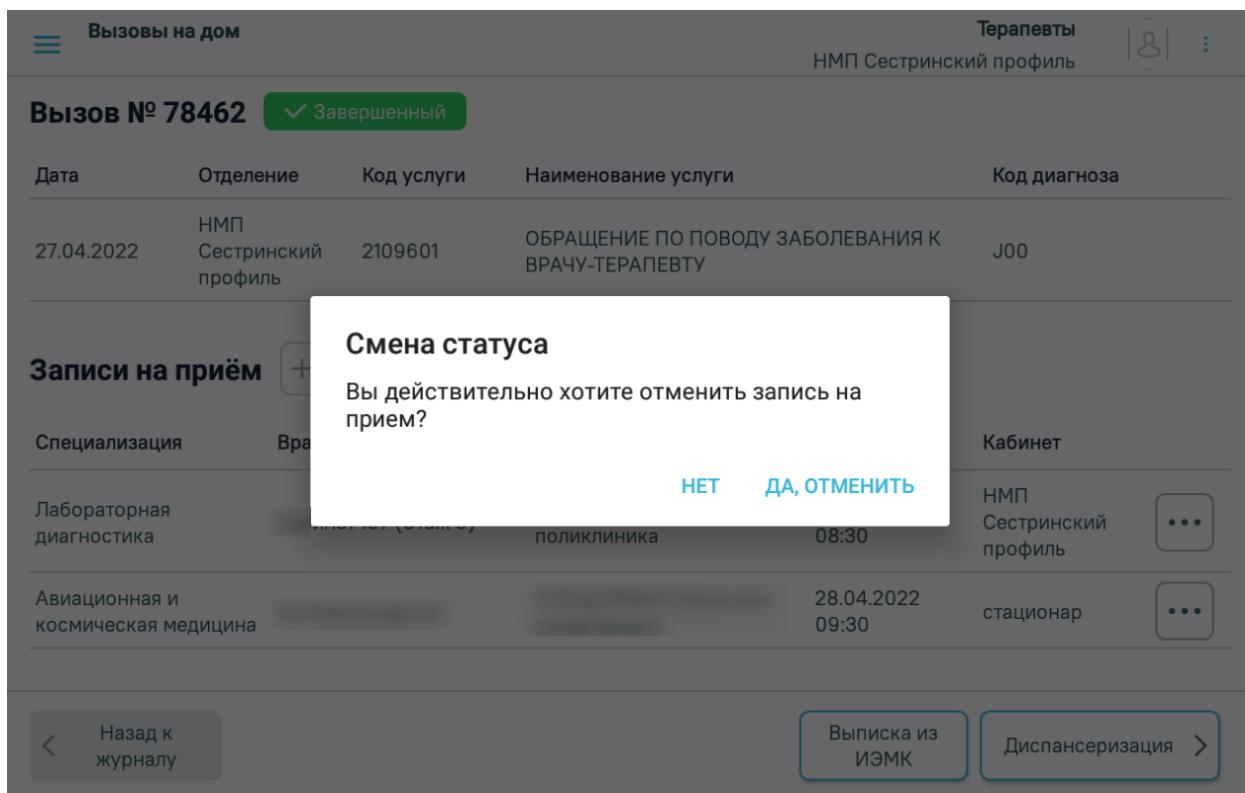 Вызовы на дом
Терапевты
НМП Сестринский профиль
Вызов № 78462
Завершенный
Дата Отделение Код услуги Наименование услуги Код диагноза
27.04.2022
НМП
Сестринский
профиль
2109601
ОБРАЩЕНИЕ ПО ПОВОДУ ЗАБОЛЕВАНИЯ К
ВРАЧУ-ТЕРАПЕВТУ
J00
Записи на приём +
Смена статуса
Вы действительно хотите отменить запись на
прием?
НЕТ ДА, ОТМЕНИТЬ
Специализация Вра Кабинет
Лабораторная
диагностика
поликлиника
08:30
НМП
Сестринский
профиль
Авиационная и
космическая медицина
28.04.2022
09:30
стационар
Назад к
журналу
Выписка из
ИЭМК
Диспансеризация